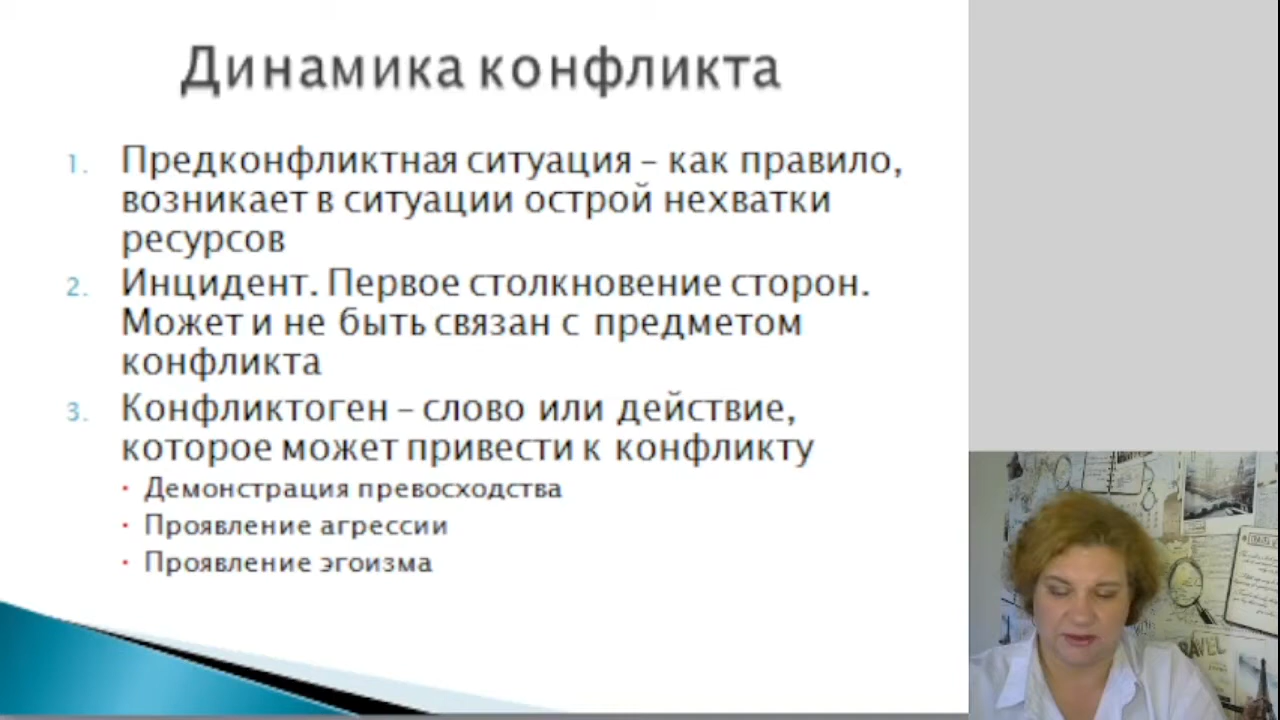 Динамика конфликта
1. Предконфликтная ситуация – как правило,
возникает в ситуации острой нехватки
ресурсов
2. Инцидент. Первое столкновение сторон.
Может и не быть связан с предметом
конфликта
3. Конфликтоген – слово или действие,
которое может привести к конфликту
· Демонстрация превосходства
· Проявление агрессии
· Проявление эгоизма